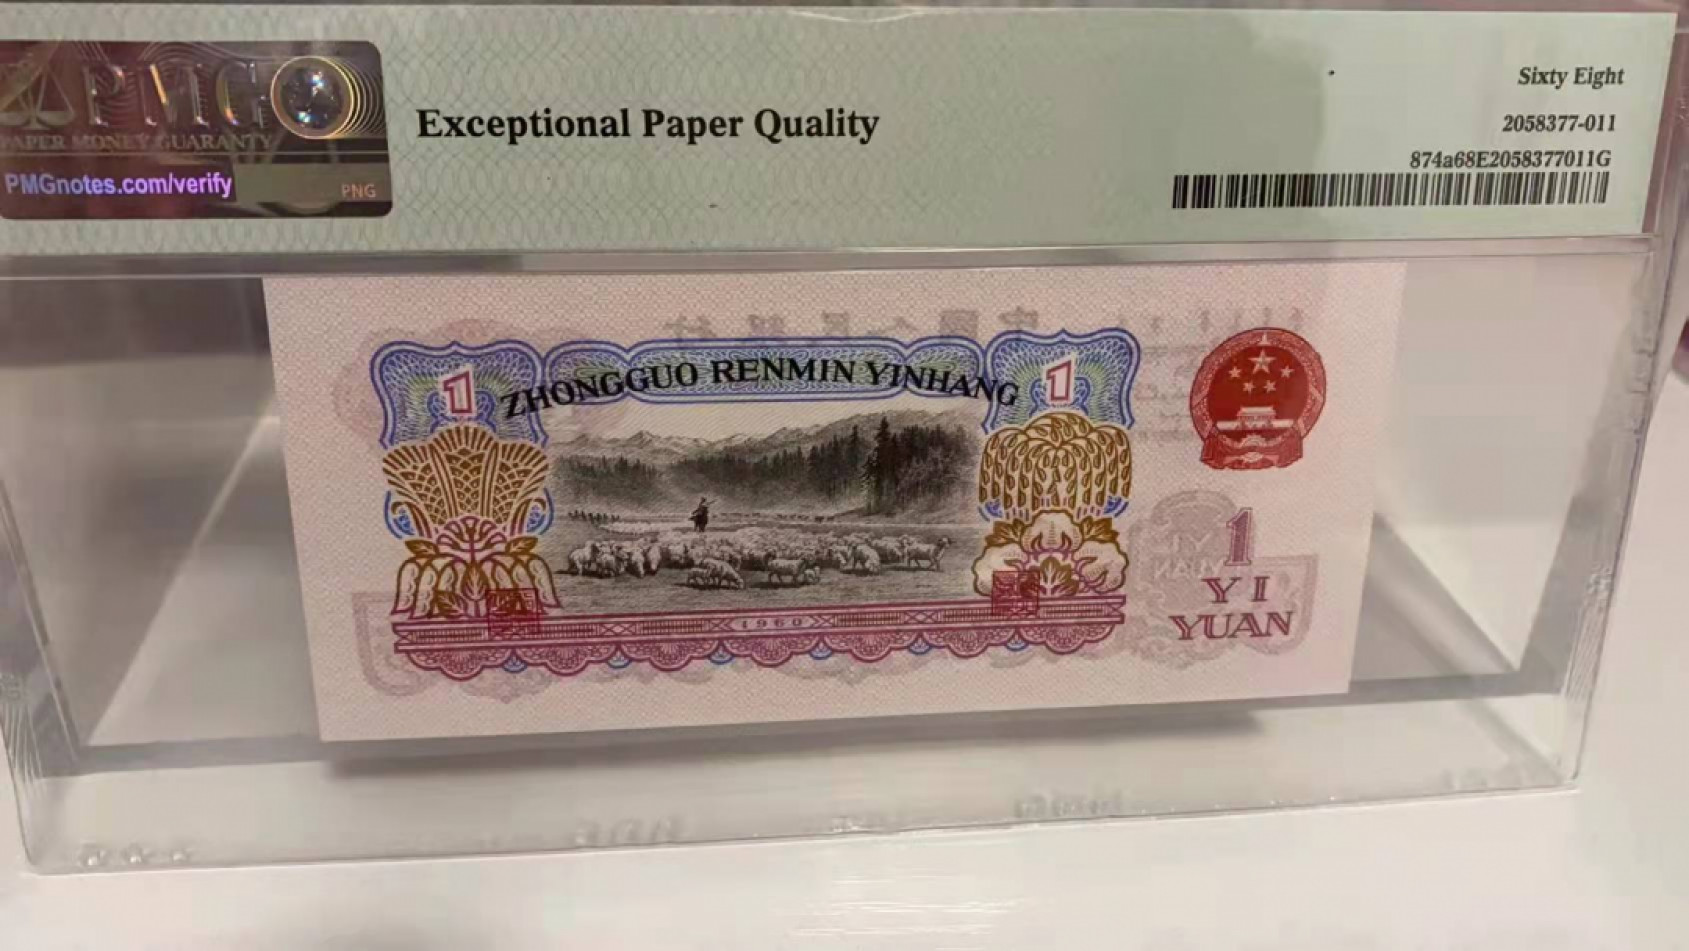 PMG
PAPER MONEY GUARANTY
PMGnotes.com/verify
PNG
Exceptional Paper Quality
Sixty Eight
2058377-011
874a68E2058377011G
1 ZHONGGUO RENMIN YINHANG 1
1
YI
YUAN
1960